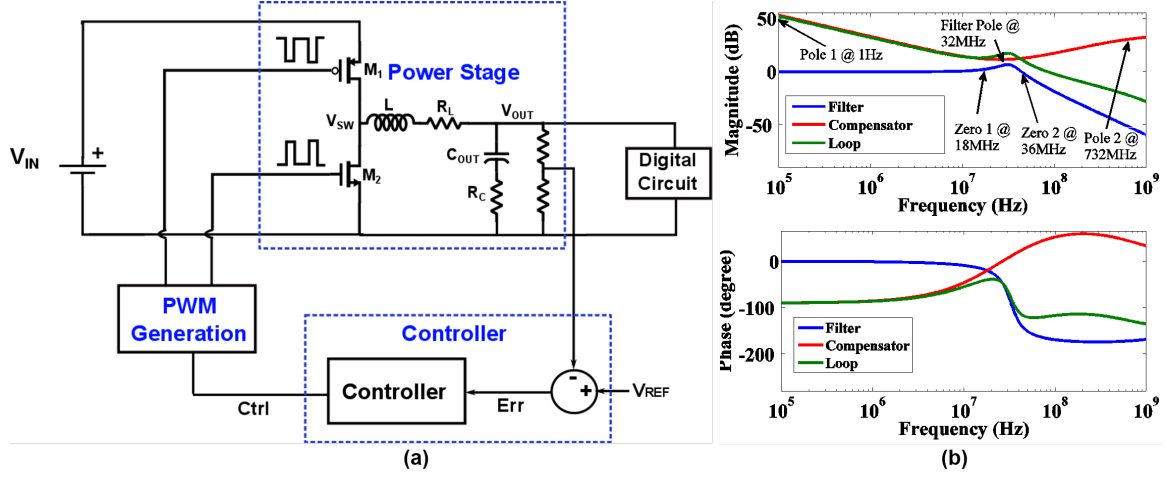 Power Stage
M1
L
RL
VOUT
VSW
COUT
RC
M2
VIN
+
Digital
Circuit
PWM
Generation
Controller
Controller
-
+
VREF
Err
Ctrl
(a)
Magnitude (dB)
50
0
-50
Pole 1 @ 1Hz
Filter Pole @
32MHz
Filter
Compensator
Loop
Zero 1 @
18MHz
Zero 2 @
36MHz
Pole 2 @
732MHz
10^5 10^6 10^7 10^8 10^9
Frequency (Hz)
Phase (degree)
0
-100
-200
Filter
Compensator
Loop
10^5 10^6 10^7 10^8 10^9
Frequency (Hz)
(b)